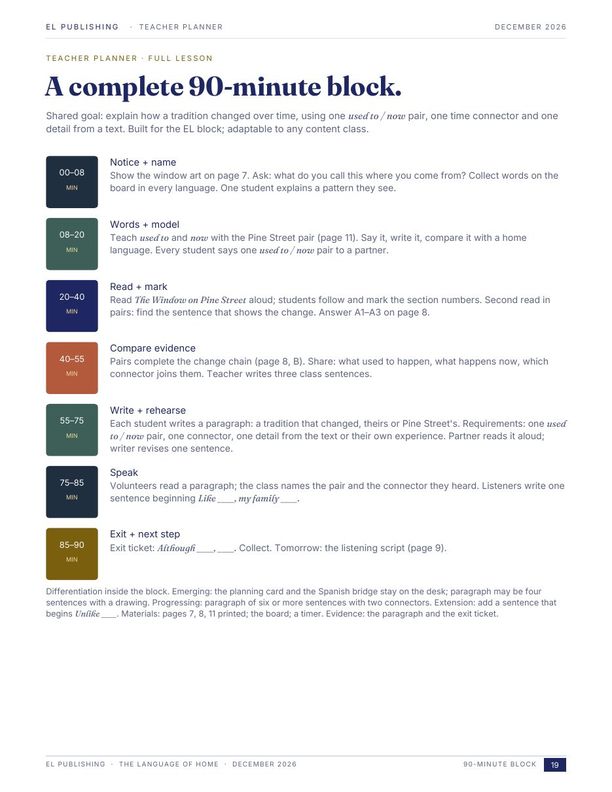 EL PUBLISHING · TEACHER PLANNER
DECEMBER 2026
TEACHER PLANNER · FULL LESSON
A complete 90-minute block.
Shared goal: explain how a tradition changed over time, using one used to / now pair, one time connector and one
detail from a text. Built for the EL block; adaptable to any content class.
00–08
MIN
Notice + name
Show the window art on page 7. Ask: what do you call this where you come from? Collect words on the
board in every language. One student explains a pattern they see.
08–20
MIN
Words + model
Teach used to and now with the Pine Street pair (page 11). Say it, write it, compare it with a home
language. Every student says one used to / now pair to a partner.
20–40
MIN
Read + mark
Read The Window on Pine Street aloud; students follow and mark the section numbers. Second read in
pairs: find the sentence that shows the change. Answer A1–A3 on page 8.
40–55
MIN
Compare evidence
Pairs complete the change chain (page 8, B). Share: what used to happen, what happens now, which
connector joins them. Teacher writes three class sentences.
55–75
MIN
Write + rehearse
Each student writes a paragraph: a tradition that changed, theirs or Pine Street's. Requirements: one used
to / now pair, one connector, one detail from the text or their own experience. Partner reads it aloud;
writer revises one sentence.
75–85
MIN
Speak
Volunteers read a paragraph; the class names the pair and the connector they heard. Listeners write one
sentence beginning Like ___, my family ___.
85–90
MIN
Exit + next step
Exit ticket: Although ___, ___. Collect. Tomorrow: the listening script (page 9).
Differentiation inside the block. Emerging: the planning card and the Spanish bridge stay on the desk; paragraph may be four
sentences with a drawing. Progressing: paragraph of six or more sentences with two connectors. Extension: add a sentence that
begins Unlike ___. Materials: pages 7, 8, 11 printed; the board; a timer. Evidence: the paragraph and the exit ticket.
EL PUBLISHING · THE LANGUAGE OF HOME · DECEMBER 2026
90-MINUTE BLOCK 19